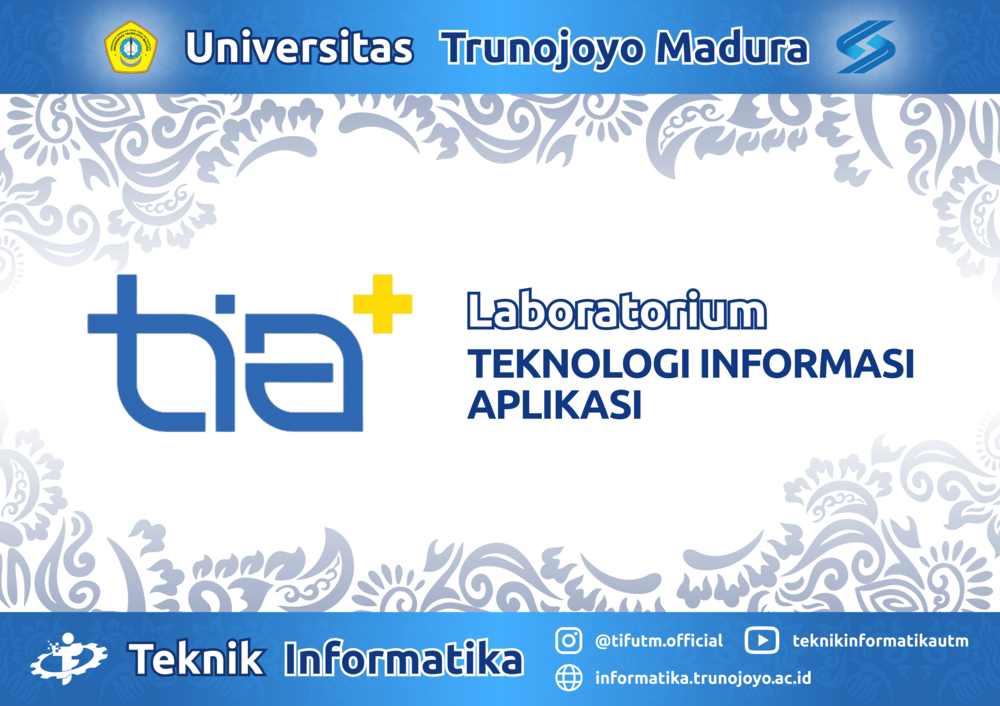 Universitas Trunojoyo Madura
tia+
Laboratorium
TEKNOLOGI INFORMASI
APLIKASI
Teknik Informatika
@tifutm.official
teknikinformatikautm
informatika.trunojoyo.ac.id